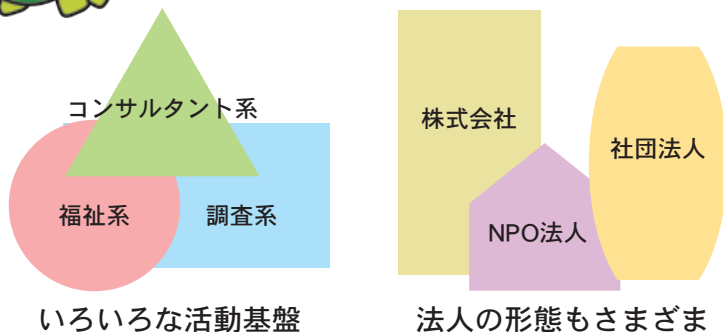 コンサルタント系
福祉系
調査系
いろいろな活動基盤
株式会社
社団法人
NPO法人
法人の形態もさまざま